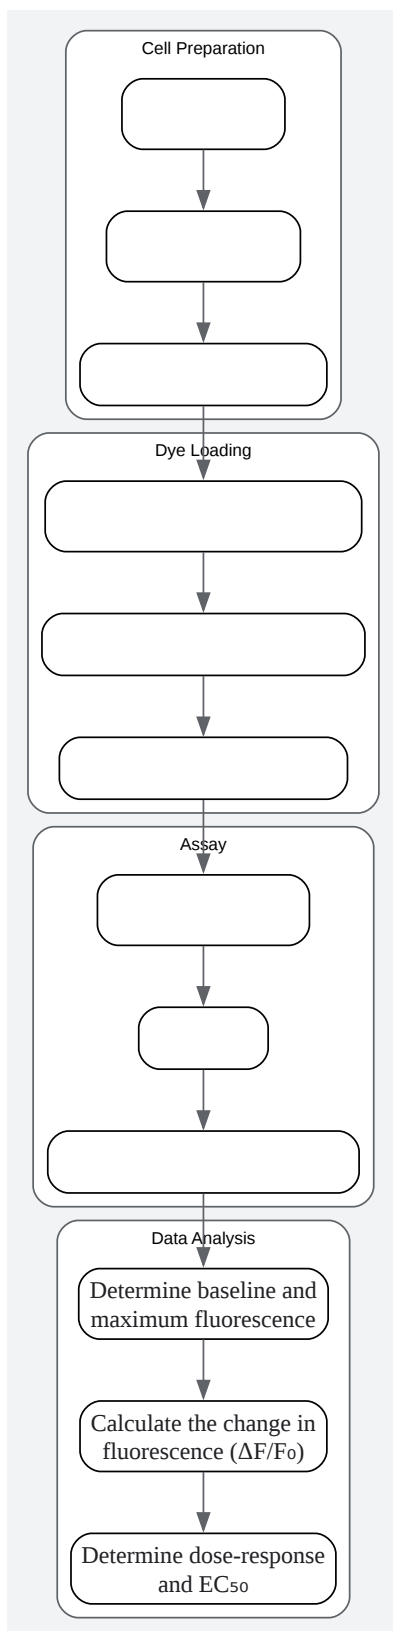 Cell Preparation
Dye Loading
Assay
Data Analysis
Determine baseline and
maximum fluorescence
Calculate the change in
fluorescence (ΔF/F₀)
Determine dose-response
and EC₅₀